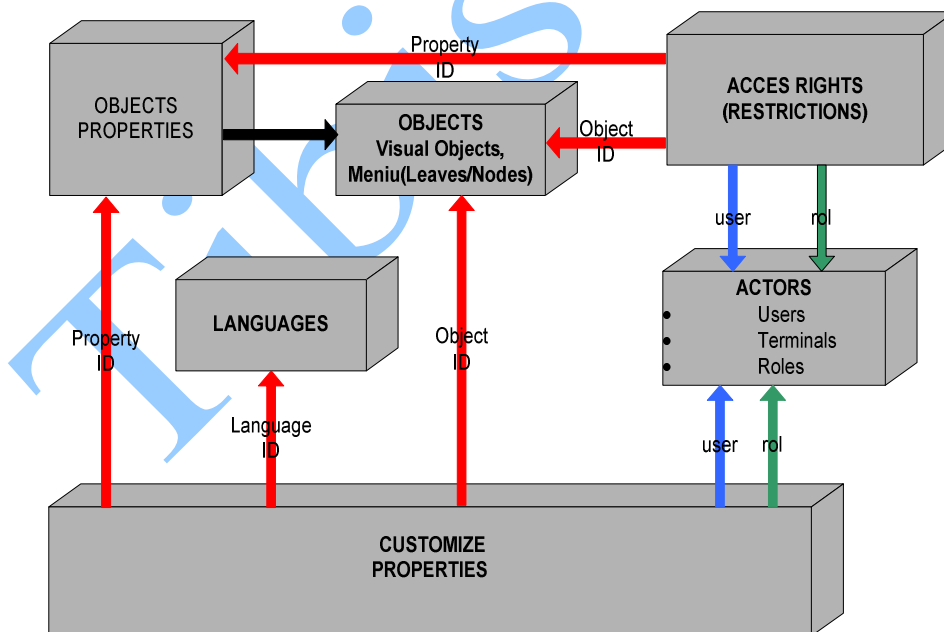 Property
ID
OBJECTS
PROPERTIES
ACCES RIGHTS
(RESTRICTIONS)
OBJECTS
Visual Objects,
Meniu(Leaves/Nodes)
Object
ID
user
rol
ACTORS
• Users
• Terminals
• Roles
LANGUAGES
Property
ID
Object
ID
Language
ID
user
rol
CUSTOMIZE
PROPERTIES